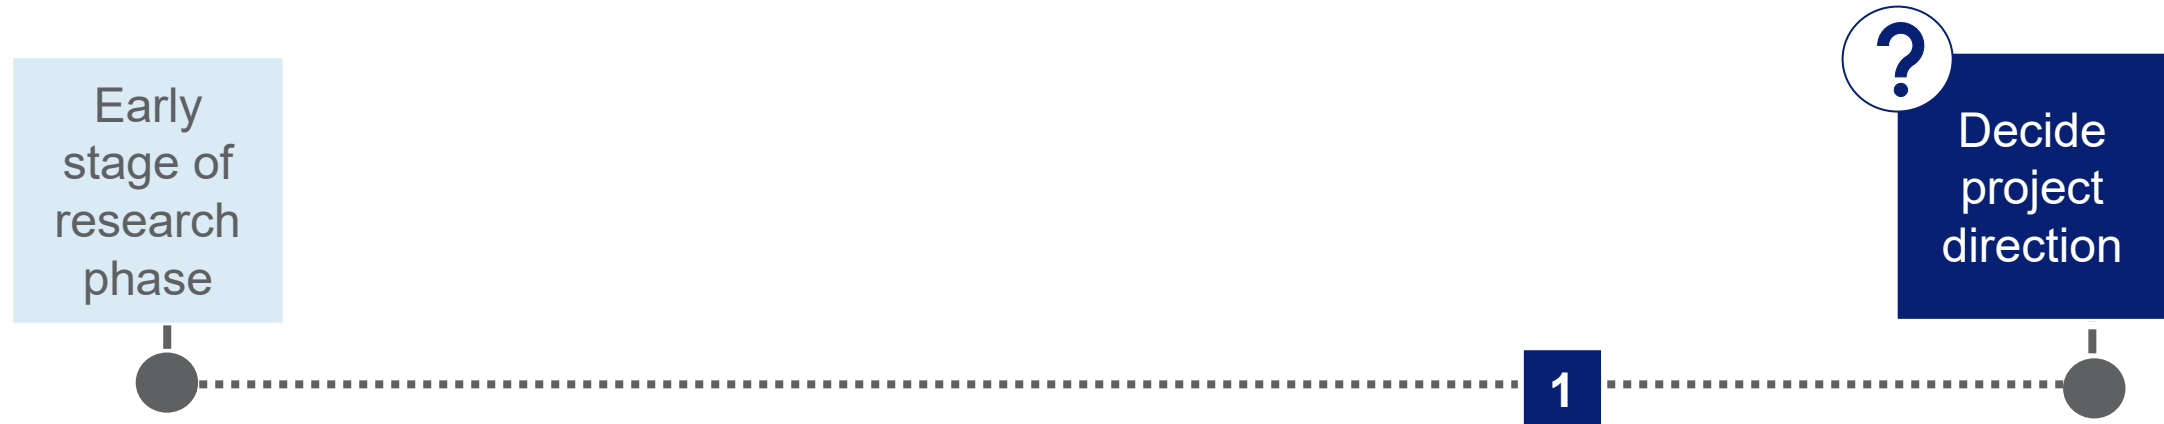 Early
stage of
research
phase
?
Decide
project
direction
1